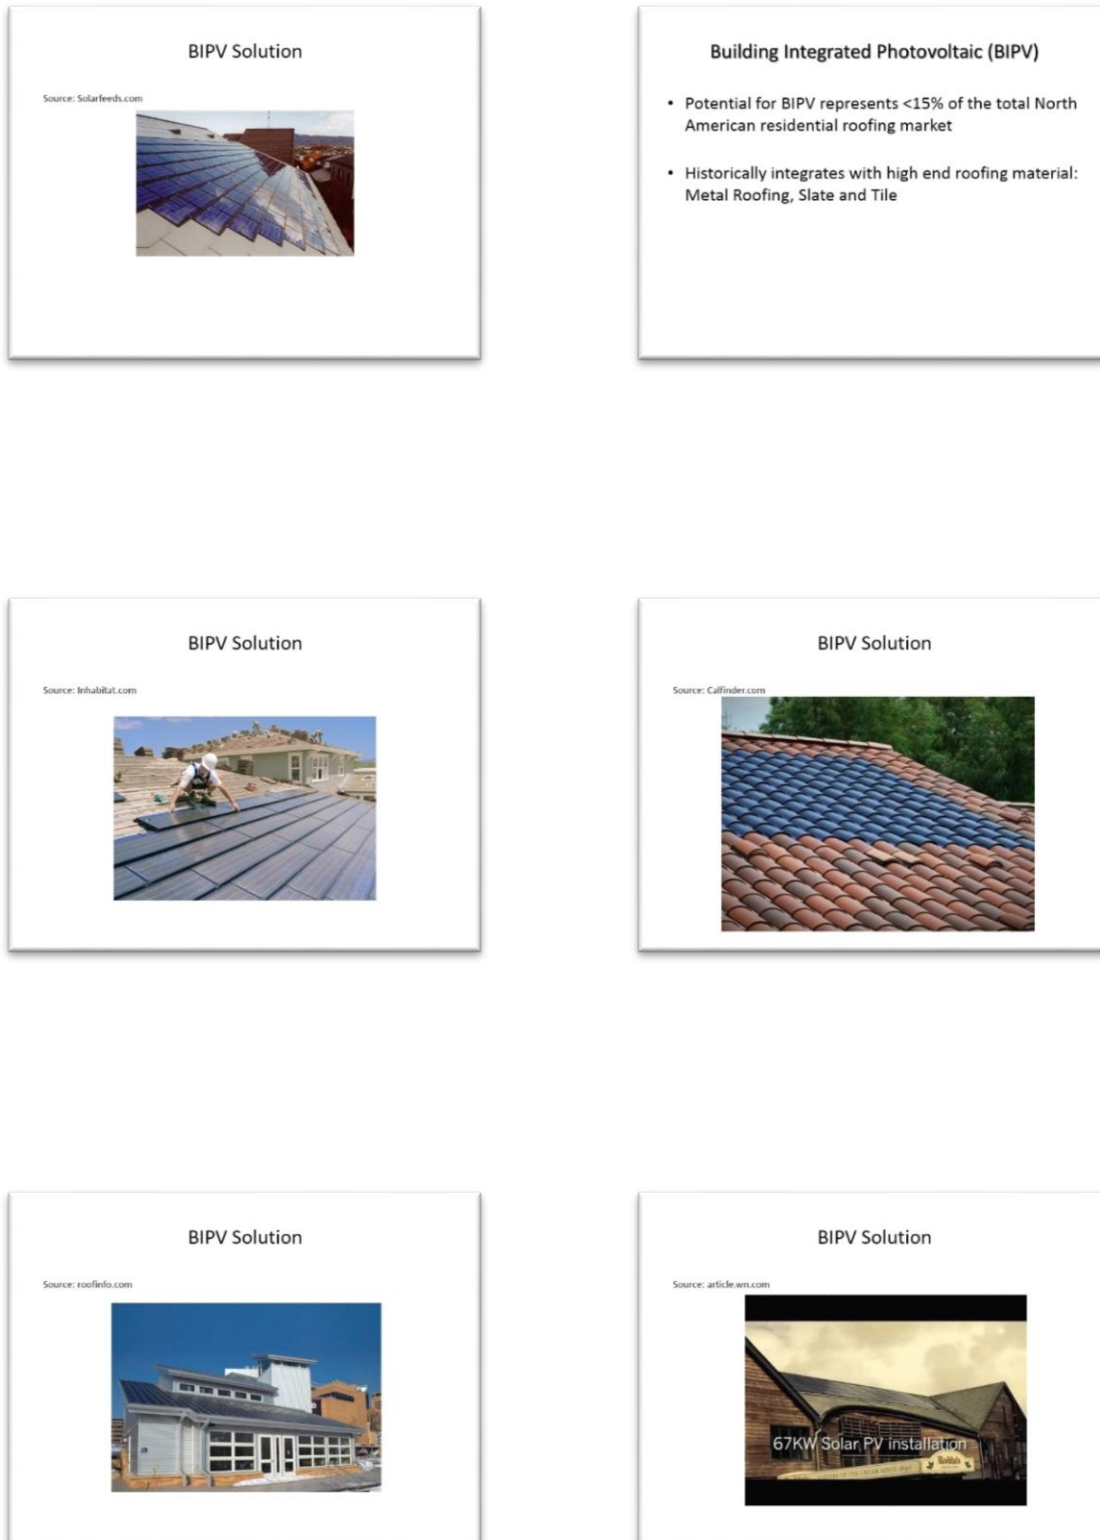 BIPV Solution
Source: Solarfeeds.com
Building Integrated Photovoltaic (BIPV)
• Potential for BIPV represents <15% of the total North
American residential roofing market
• Historically integrates with high end roofing material:
Metal Roofing, Slate and Tile
BIPV Solution
Source: Inhabitat.com
BIPV Solution
Source: Calfinder.com
BIPV Solution
Source: roofinfo.com
BIPV Solution
Source: article.wn.com
67KW Solar PV installation
Rodda's